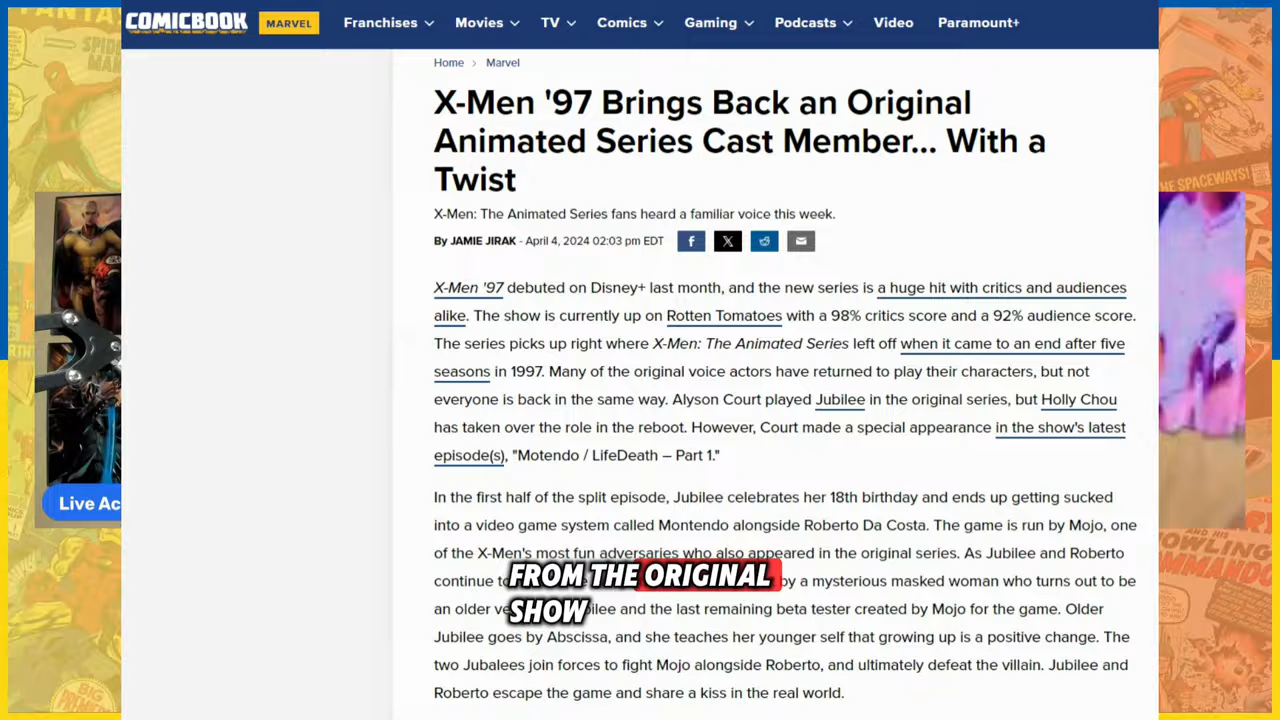 COMICBOOK MARVEL Franchises Movies TV Comics Gaming Podcasts Video Paramount+
Home › Marvel
X-Men '97 Brings Back an Original
Animated Series Cast Member... With a
Twist
X-Men: The Animated Series fans heard a familiar voice this week.
By JAMIE JIRAK - April 4, 2024 02:03 pm EDT
X-Men '97 debuted on Disney+ last month, and the new series is a huge hit with critics and audiences
alike. The show is currently up on Rotten Tomatoes with a 98% critics score and a 92% audience score.
The series picks up right where X-Men: The Animated Series left off when it came to an end after five
seasons in 1997. Many of the original voice actors have returned to play their characters, but not
everyone is back in the same way. Alyson Court played Jubilee in the original series, but Holly Chou
has taken over the role in the reboot. However, Court made a special appearance in the show's latest
episode(s), "Motendo / LifeDeath – Part 1."
In the first half of the split episode, Jubilee celebrates her 18th birthday and ends up getting sucked
into a video game system called Montendo alongside Roberto Da Costa. The game is run by Mojo, one
of the X-Men's most fun adversaries who also appeared in the original series. As Jubilee and Roberto
continue by a mysterious masked woman who turns out to be
FROM THE ORIGINAL
an older and the last remaining beta tester created by Mojo for the game. Older
SHOW
Jubilee goes by Abscissa, and she teaches her younger self that growing up is a positive change. The
two Jubalees join forces to fight Mojo alongside Roberto, and ultimately defeat the villain. Jubilee and
Roberto escape the game and share a kiss in the real world.
Live Ac
SPIDER
THE SPACEWAYS!
HOWLING
COMMANDO
BIG